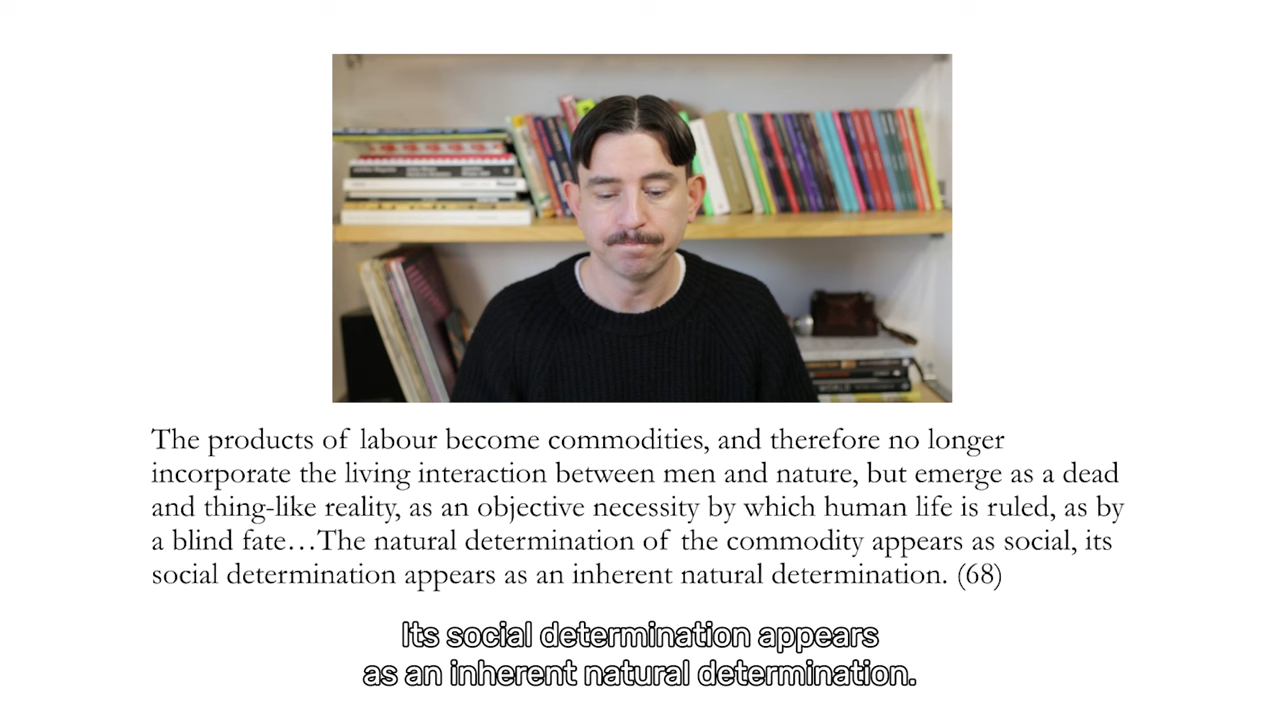 The products of labour become commodities, and therefore no longer
incorporate the living interaction between men and nature, but emerge as a dead
and thing-like reality, as an objective necessity by which human life is ruled, as by
a blind fate…The natural determination of the commodity appears as social, its
social determination appears as an inherent natural determination. (68)
Its social determination appears
as an inherent natural determination.